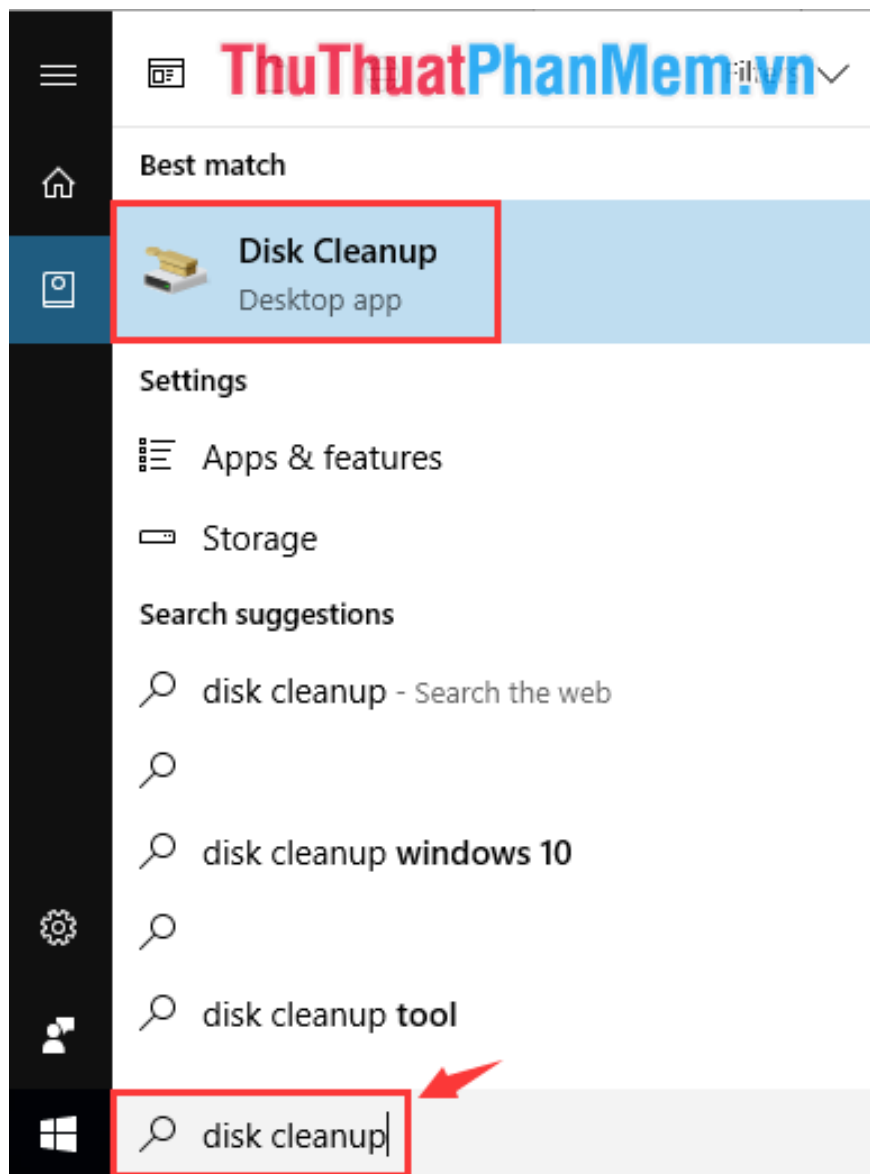 ThuThuatPhanMem.vn
Filters
Best match
Disk Cleanup
Desktop app
Settings
Apps & features
Storage
Search suggestions
disk cleanup - Search the web
disk cleanup windows 10
disk cleanup tool
disk cleanup